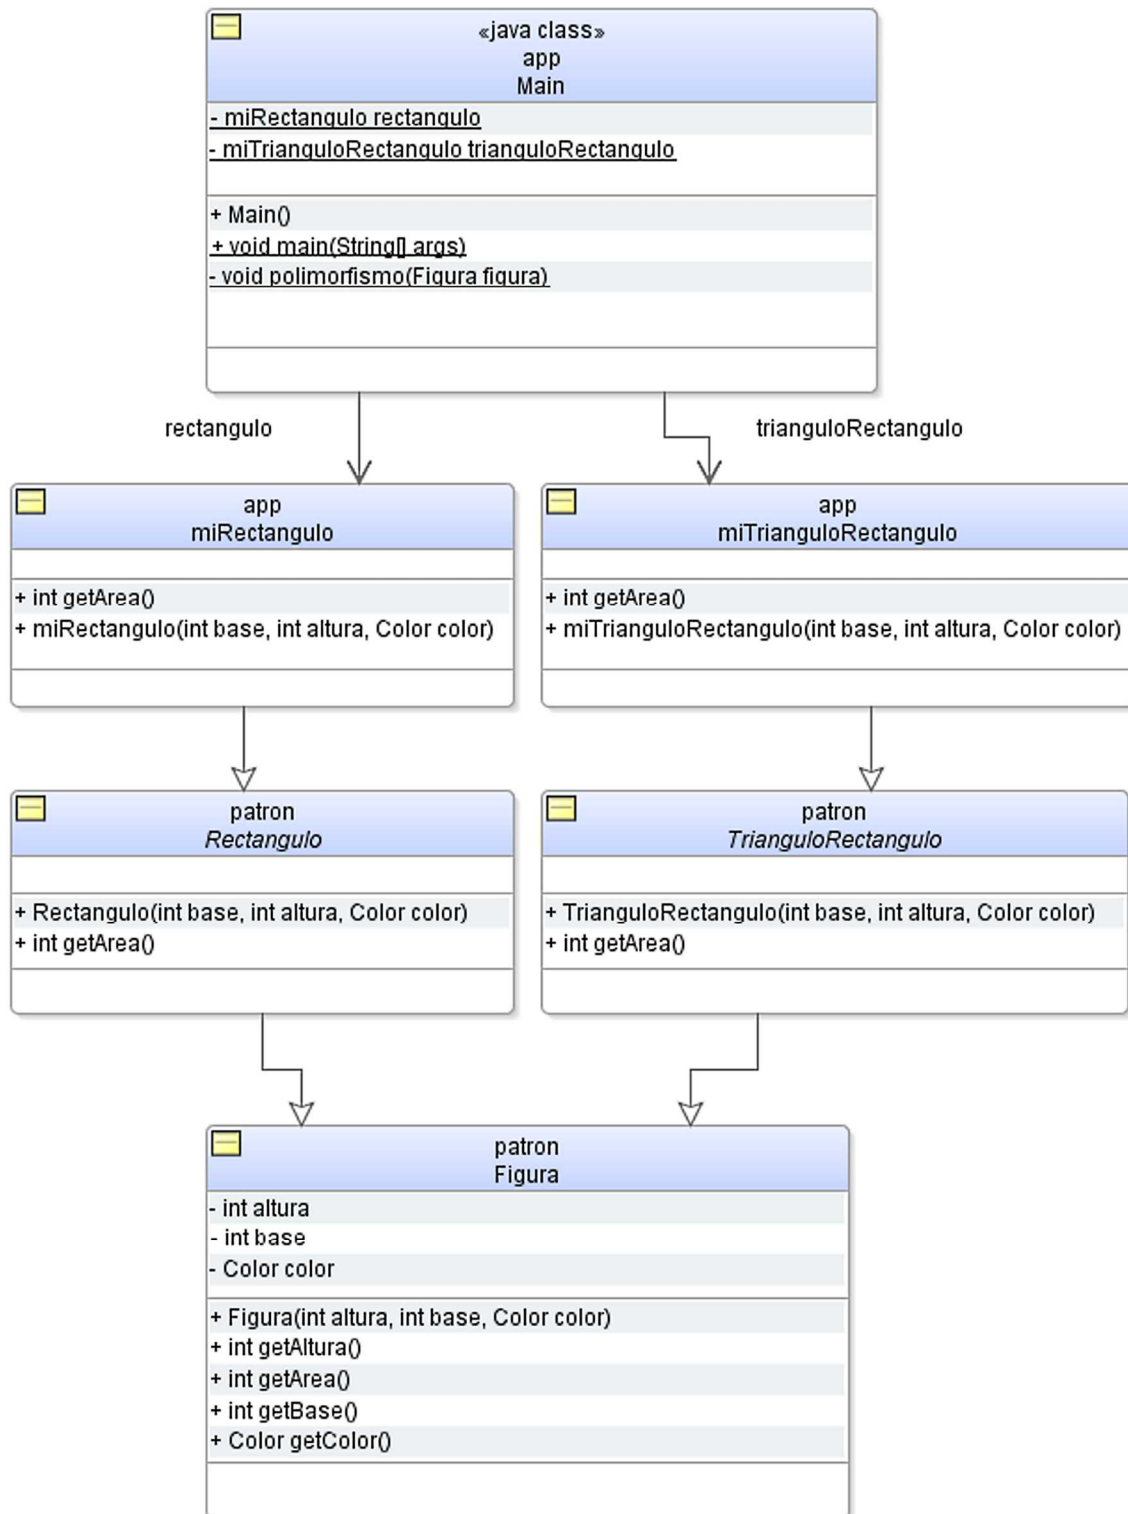 «java class»
app
Main
- miRectangulo rectangulo
- miTrianguloRectangulo trianguloRectangulo
+ Main()
+ void main(String[] args)
- void polimorfismo(Figura figura)
rectangulo
trianguloRectangulo
app
miRectangulo
+ int getArea()
+ miRectangulo(int base, int altura, Color color)
app
miTrianguloRectangulo
+ int getArea()
+ miTrianguloRectangulo(int base, int altura, Color color)
patron
Rectangulo
+ Rectangulo(int base, int altura, Color color)
+ int getArea()
patron
TrianguloRectangulo
+ TrianguloRectangulo(int base, int altura, Color color)
+ int getArea()
patron
Figura
- int altura
- int base
- Color color
+ Figura(int altura, int base, Color color)
+ int getAltura()
+ int getArea()
+ int getBase()
+ Color getColor()